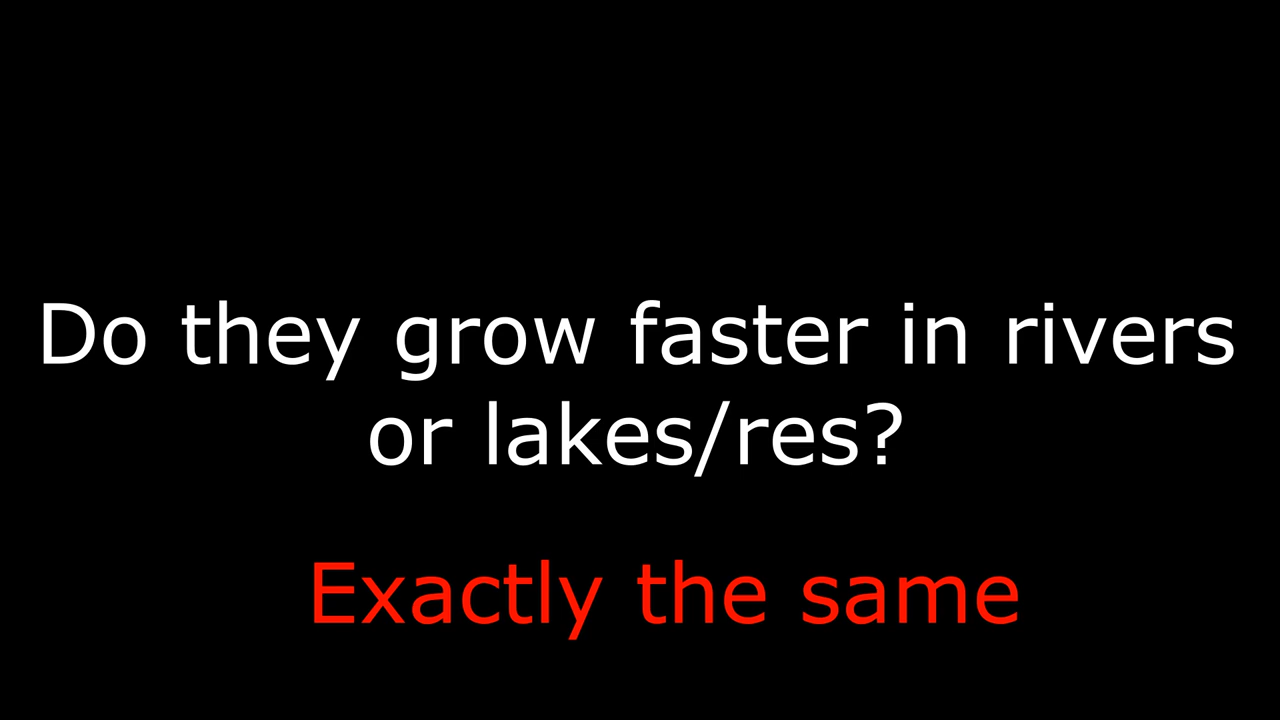 Do they grow faster in rivers
or lakes/res?
Exactly the same